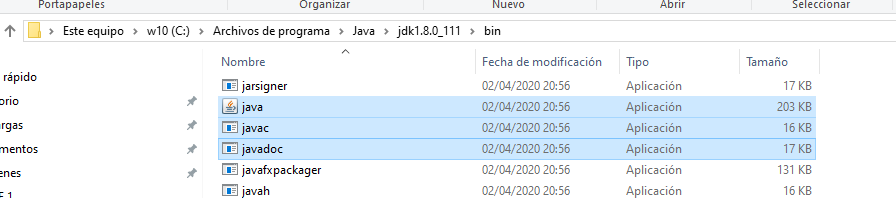 Portapapeles Organizar Nuevo Abrir Seleccionar
Este equipo > w10 (C:) > Archivos de programa > Java > jdk1.8.0_111 > bin
Nombre Fecha de modificación Tipo Tamaño
rápido jarsigner 02/04/2020 20:56 Aplicación 17 KB
orio java 02/04/2020 20:56 Aplicación 203 KB
argas javac 02/04/2020 20:56 Aplicación 16 KB
mentos javadoc 02/04/2020 20:56 Aplicación 17 KB
enes javafxpackager 02/04/2020 20:56 Aplicación 131 KB
javah 02/04/2020 20:56 Aplicación 16 KB